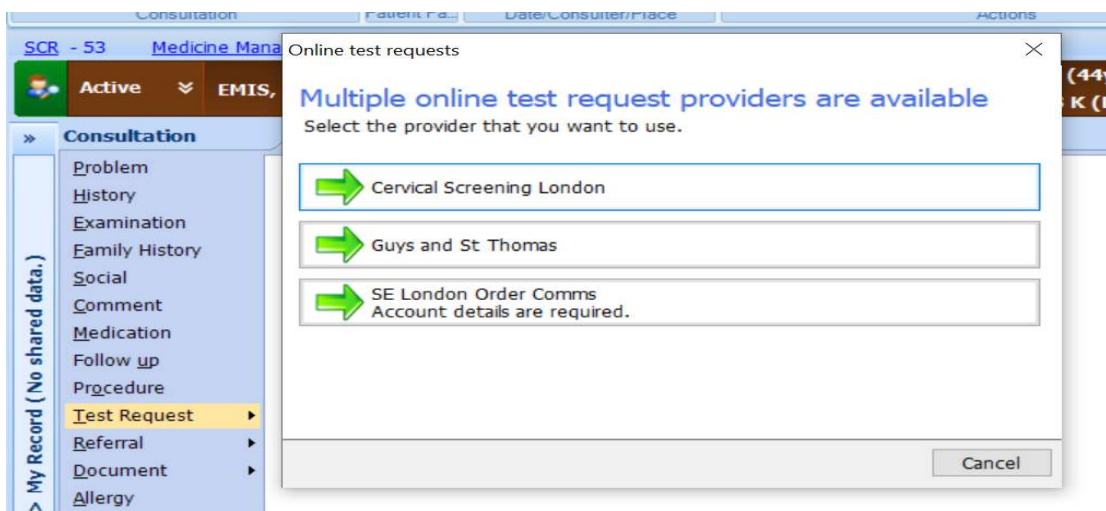 Consultation
Date/Consulter/Place
Actions
SCR - 53 Medicine Mana
Active EMIS,
(44
K (
Consultation
Problem
History
Examination
Family History
Social
Comment
Medication
Follow up
Procedure
Test Request
Referral
Document
Allergy
My Record (No shared data.)
Online test requests
Multiple online test request providers are available
Select the provider that you want to use.
Cervical Screening London
Guys and St Thomas
SE London Order Comms
Account details are required.
Cancel